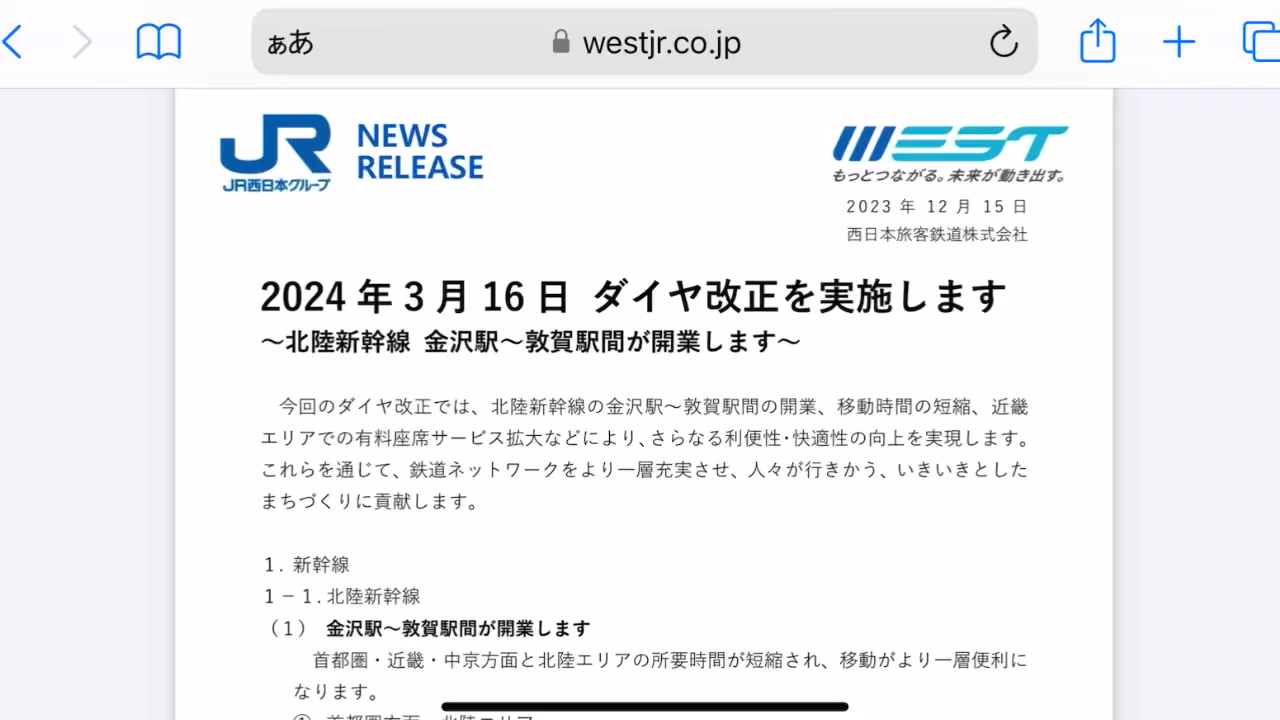 ぁあ
westjr.co.jp
JR
JR西日本グループ
NEWS
RELEASE
WEST
もっとつながる。未来が動き出す。
2023 年 12 月 15 日
西日本旅客鉄道株式会社
2024 年 3 月 16 日 ダイヤ改正を実施します
～北陸新幹線 金沢駅～敦賀駅間が開業します～
今回のダイヤ改正では、北陸新幹線の金沢駅～敦賀駅間の開業、移動時間の短縮、近畿
エリアでの有料座席サービス拡大などにより、さらなる利便性・快適性の向上を実現します。
これらを通じて、鉄道ネットワークをより一層充実させ、人々が行きかう、いきいきとした
まちづくりに貢献します。
1. 新幹線
1－1. 北陸新幹線
（1） 金沢駅～敦賀駅間が開業します
首都圏・近畿・中京方面と北陸エリアの所要時間が短縮され、移動がより一層便利に
なります。